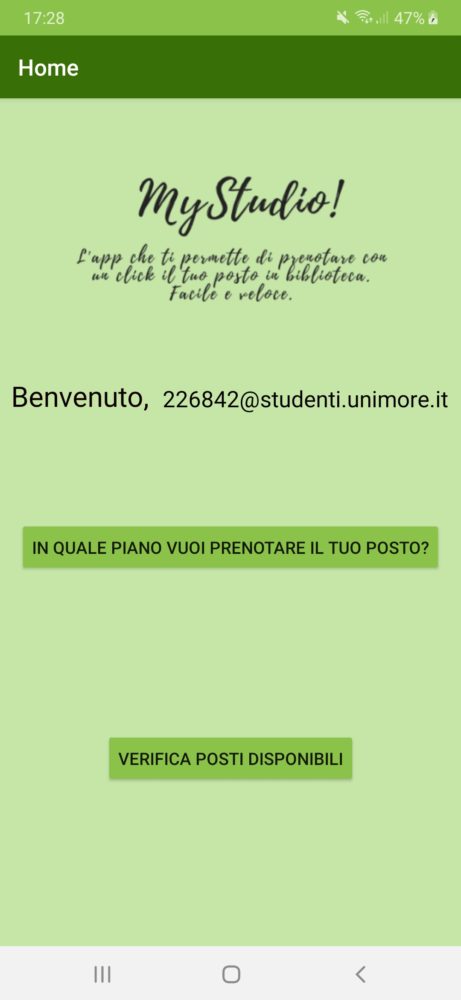 17:28
47%
Home
MyStudio!
L'app che ti permette di prenotare con
un click il tuo posto in biblioteca.
Facile e veloce.
Benvenuto, 226842@studenti.unimore.it
IN QUALE PIANO VUOI PRENOTARE IL TUO POSTO?
VERIFICA POSTI DISPONIBILI